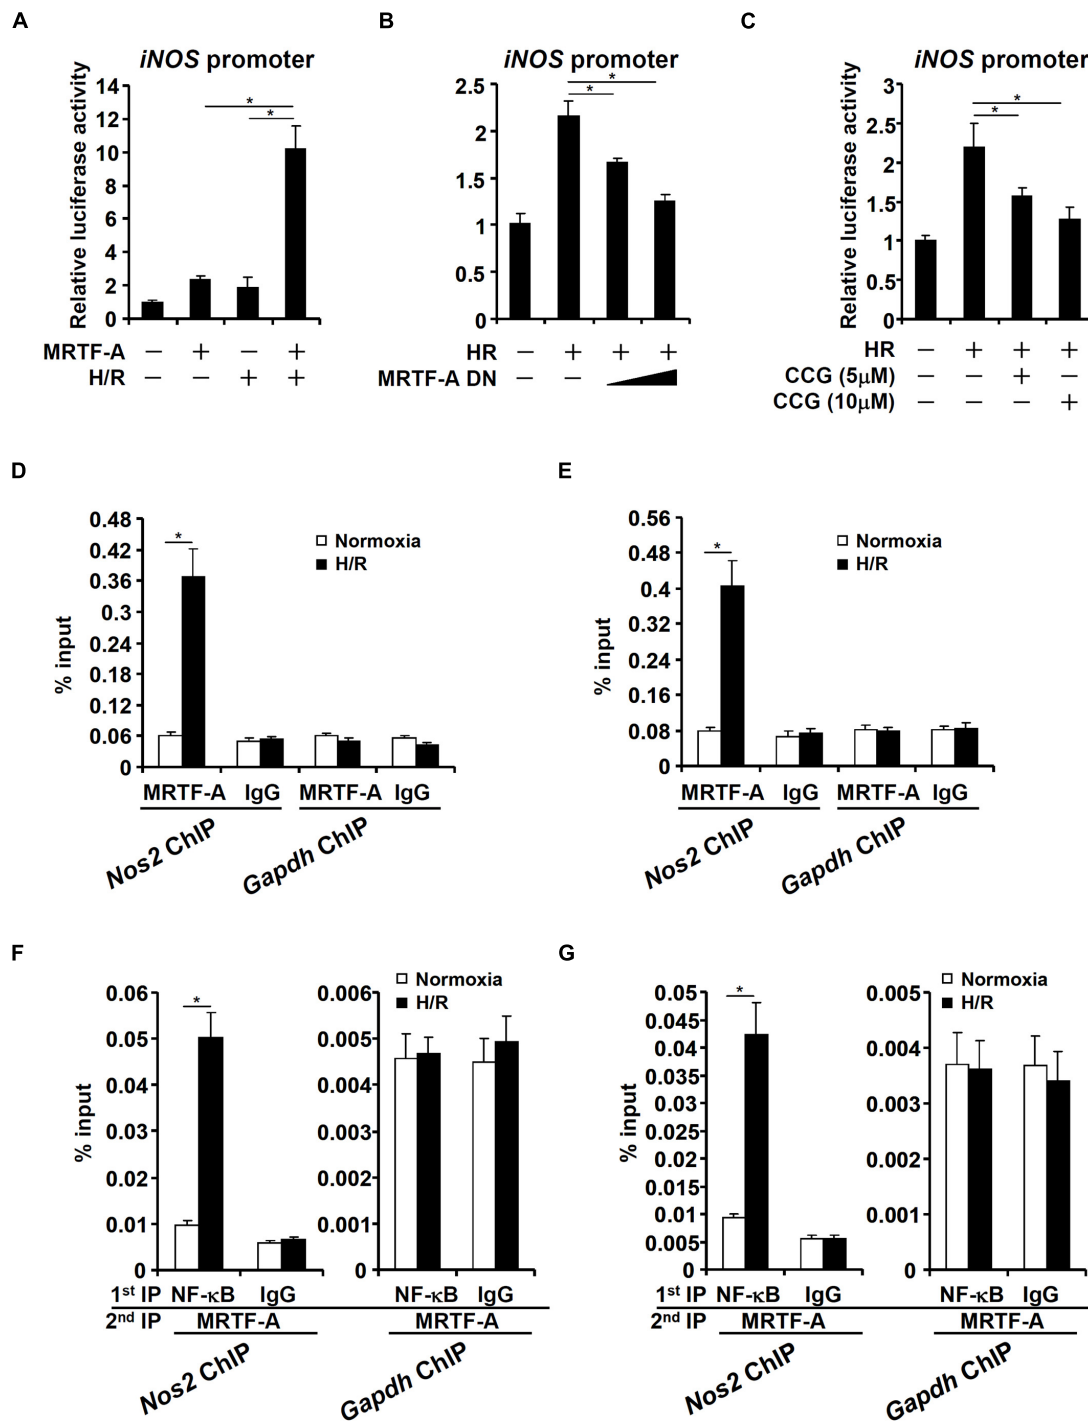 A
B
C
iNOS promoter
iNOS promoter
iNOS promoter
Relative luciferase activity
14
12
10
8
6
4
2
0
* *
MRTF-A − + − +
H/R − − + +
2.5
2
1.5
1
0.5
0
* *
HR − + + +
MRTF-A DN − −
Relative luciferase activity
3
2.5
2
1.5
1
0.5
0
* *
HR − + + +
CCG (5μM) − − + −
CCG (10μM) − − − +
D
E
% input
0.48
0.42
0.36
0.3
0.24
0.18
0.12
0.06
0
*
Normoxia
H/R
MRTF-A IgG MRTF-A IgG
Nos2 ChIP
Gapdh ChIP
% input
0.56
0.48
0.4
0.32
0.24
0.16
0.08
0
*
Normoxia
H/R
MRTF-A IgG MRTF-A IgG
Nos2 ChIP
Gapdh ChIP
F
G
% input
0.06
0.05
0.04
0.03
0.02
0.01
0
*
0.006
0.005
0.004
0.003
0.002
0.001
0
Normoxia
H/R
1st IP NF-κB IgG NF-κB IgG
2nd IP MRTF-A MRTF-A
Nos2 ChIP
Gapdh ChIP
% input
0.05
0.045
0.04
0.035
0.03
0.025
0.02
0.015
0.01
0.005
0
*
0.005
0.004
0.003
0.002
0.001
0
Normoxia
H/R
1st IP NF-κB IgG NF-κB IgG
2nd IP MRTF-A MRTF-A
Nos2 ChIP
Gapdh ChIP